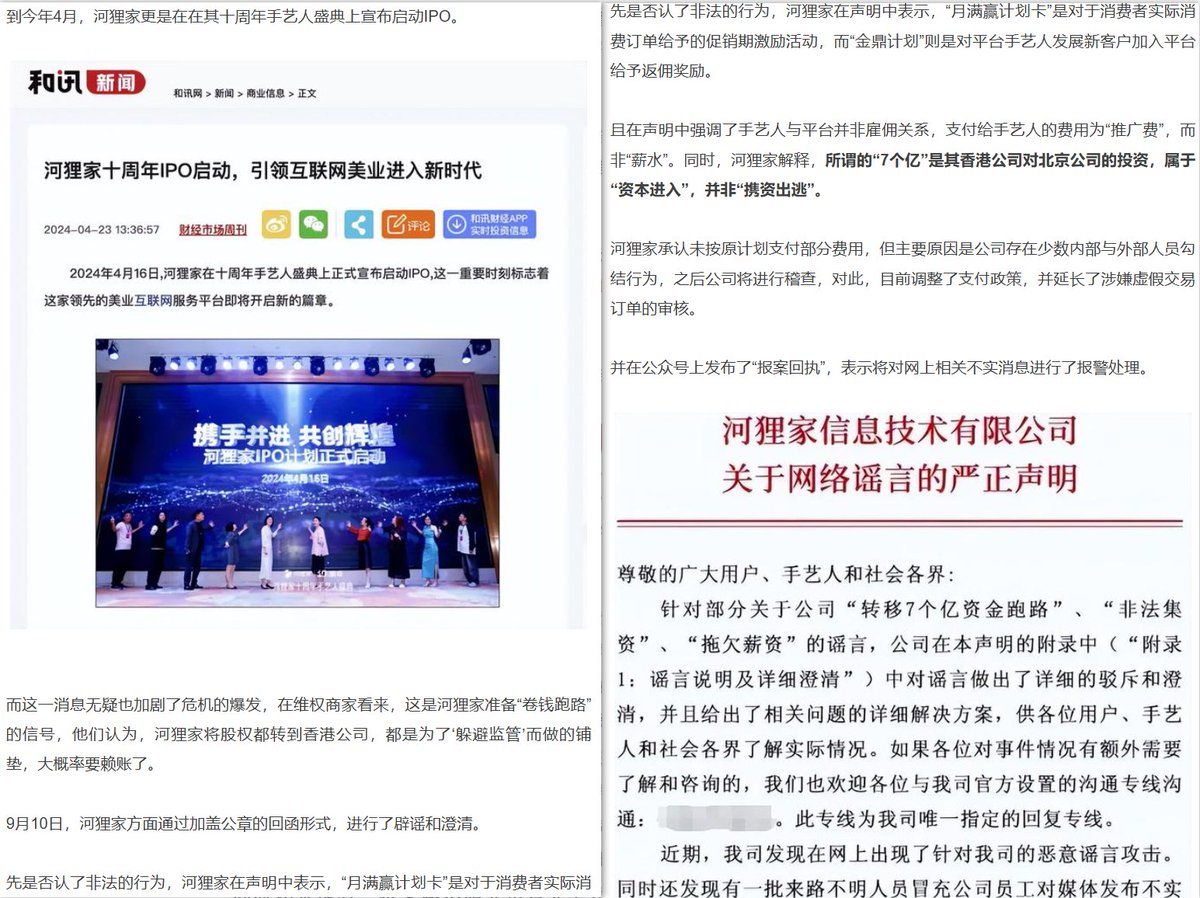 到今年4月，河狸家更是在在其十周年手艺人盛典上宣布启动IPO。
和讯 新闻
和讯网 > 新闻 > 商业信息 > 正文
河狸家十周年IPO启动，引领互联网美业进入新时代
2024-04-23 13:36:57 财经市场周刊
评论
和讯财经APP
实时投资信息
2024年4月16日,河狸家在十周年手艺人盛典上正式宣布启动IPO,这一重要时刻标志着
这家领先的美业互联网服务平台即将开启新的篇章。
携手并进 共创辉煌
河狸家IPO计划正式启动
2024年4月16日
河狸家十周年手艺人盛典
而这一消息无疑也加剧了危机的爆发，在维权商家看来，这是河狸家准备“卷钱跑路”
的信号，他们认为，河狸家将股权都转到香港公司，都是为了‘躲避监管’而做的铺
垫，大概率要赖账了。
9月10日，河狸家方面通过加盖公章的回函形式，进行了辟谣和澄清。
先是否认了非法的行为，河狸家在声明中表示，“月满赢计划卡”是对于消费者实际消
先是否认了非法的行为，河狸家在声明中表示，“月满赢计划卡”是对于消费者实际消
费订单给予的促销期激励活动，而“金鼎计划”则是对平台手艺人发展新客户加入平台
给予返佣奖励。
且在声明中强调了手艺人与平台并非雇佣关系，支付给手艺人的费用为“推广费”，而
非“薪水”。同时，河狸家解释，所谓的“7个亿”是其香港公司对北京公司的投资，属于
“资本进入”，并非“携资出逃”。
河狸家承认未按原计划支付部分费用，但主要原因是公司存在少数内部与外部人员勾
结行为，之后公司将进行稽查，对此，目前调整了支付政策，并延长了涉嫌虚假交易
订单的审核。
并在公众号上发布了“报案回执”，表示将对网上相关不实消息进行了报警处理。
河狸家信息技术有限公司
关于网络谣言的严正声明
尊敬的广大用户、手艺人和社会各界:
针对部分关于公司“转移7个亿资金跑路”、“非法集
资”、“拖欠薪资”的谣言，公司在本声明的附录中（“附录
1：谣言说明及详细澄清”）中对谣言做出了详细的驳斥和澄
清，并且给出了相关问题的详细解决方案，供各位用户、手艺
人和社会各界了解实际情况。如果各位对事件情况有额外需要
了解和咨询的，我们也欢迎各位与我司官方设置的沟通专线沟
通： 。此专线为我司唯一指定的回复专线。
近期，我司发现在网上出现了针对我司的恶意谣言攻击。
同时还发现有一批来路不明人员冒充公司员工对媒体发布不实